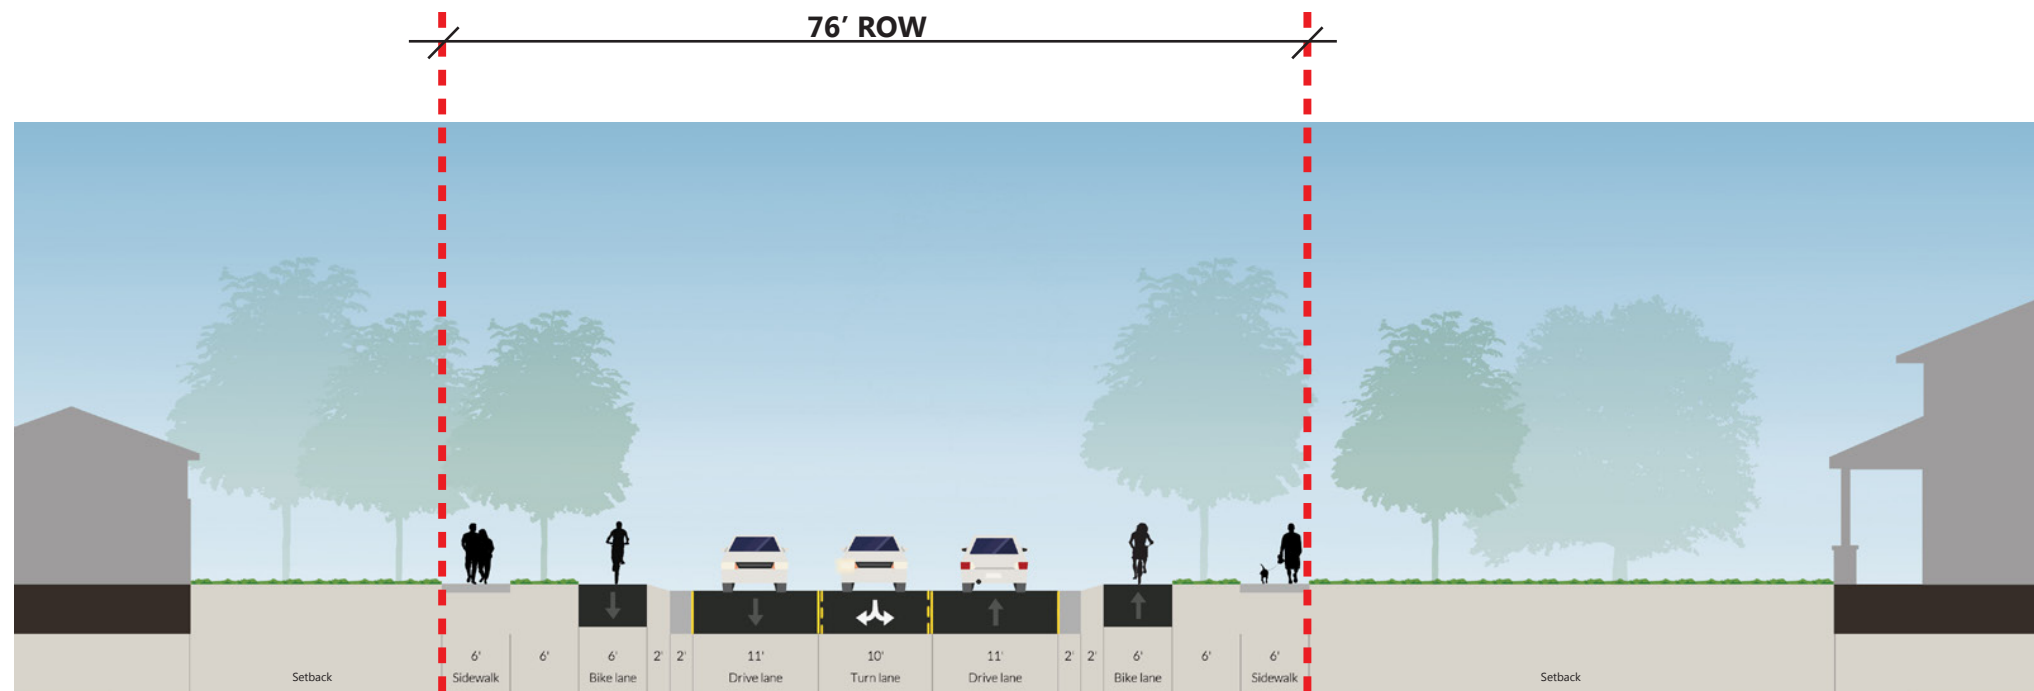 76’ ROW
6' 6' 6' 2' 2' 11' 10' 11' 2' 2' 6' 6' 6'
Setback Sidewalk Bike lane Drive lane Turn lane Drive lane Bike lane Sidewalk Setback